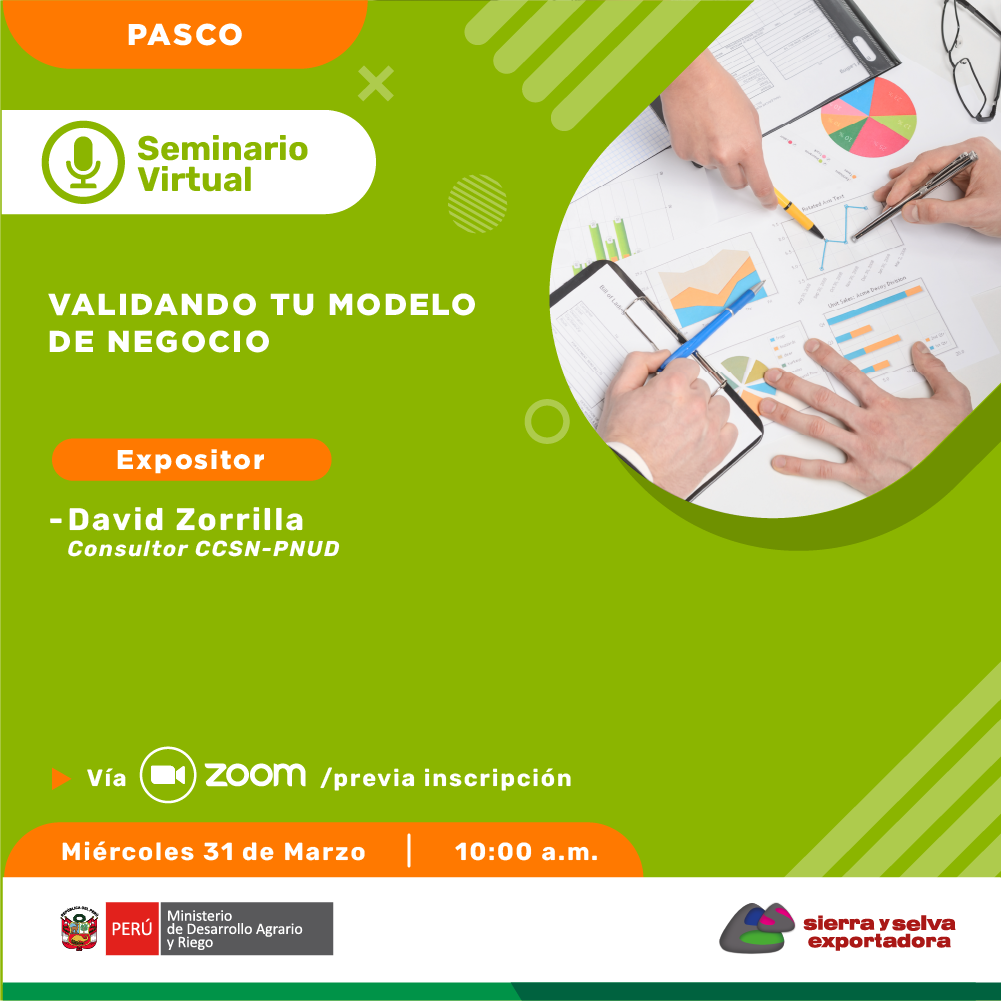 PASCO
Seminario
Virtual
VALIDANDO TU MODELO
DE NEGOCIO
Expositor
-David Zorrilla
Consultor CCSN-PNUD
Vía zoom /previa inscripción
Miércoles 31 de Marzo | 10:00 a.m.
PERÚ
Ministerio
de Desarrollo Agrario
y Riego
sierra y selva
exportadora